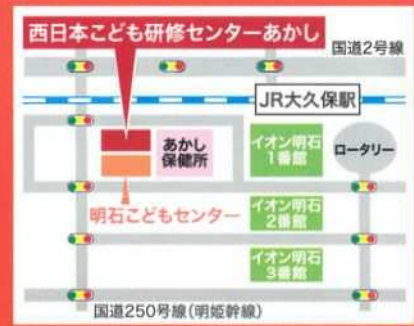 西日本こども研修センターあかし
国道2号線
JR大久保駅
あかし
保健所
イオン明石
1番館
ロータリー
明石こどもセンター
イオン明石
2番館
イオン明石
3番館
国道250号線(明姫幹線)